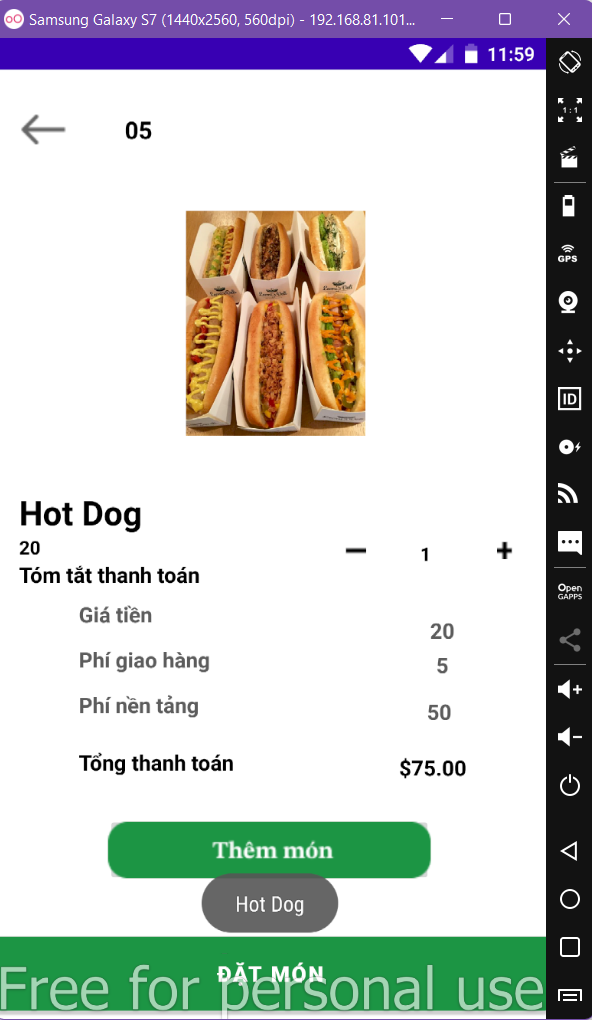 Samsung Galaxy S7 (1440x2560, 560dpi) - 192.168.81.101...
11:59
1 : 1
05
GPS
ID
Hot Dog
20
1
Tóm tắt thanh toán
Open
GAPPS
Giá tiền
20
Phí giao hàng
5
Phí nền tảng
50
Tổng thanh toán
$75.00
Thêm món
Hot Dog
ĐẶT MÓN
Free for personal use